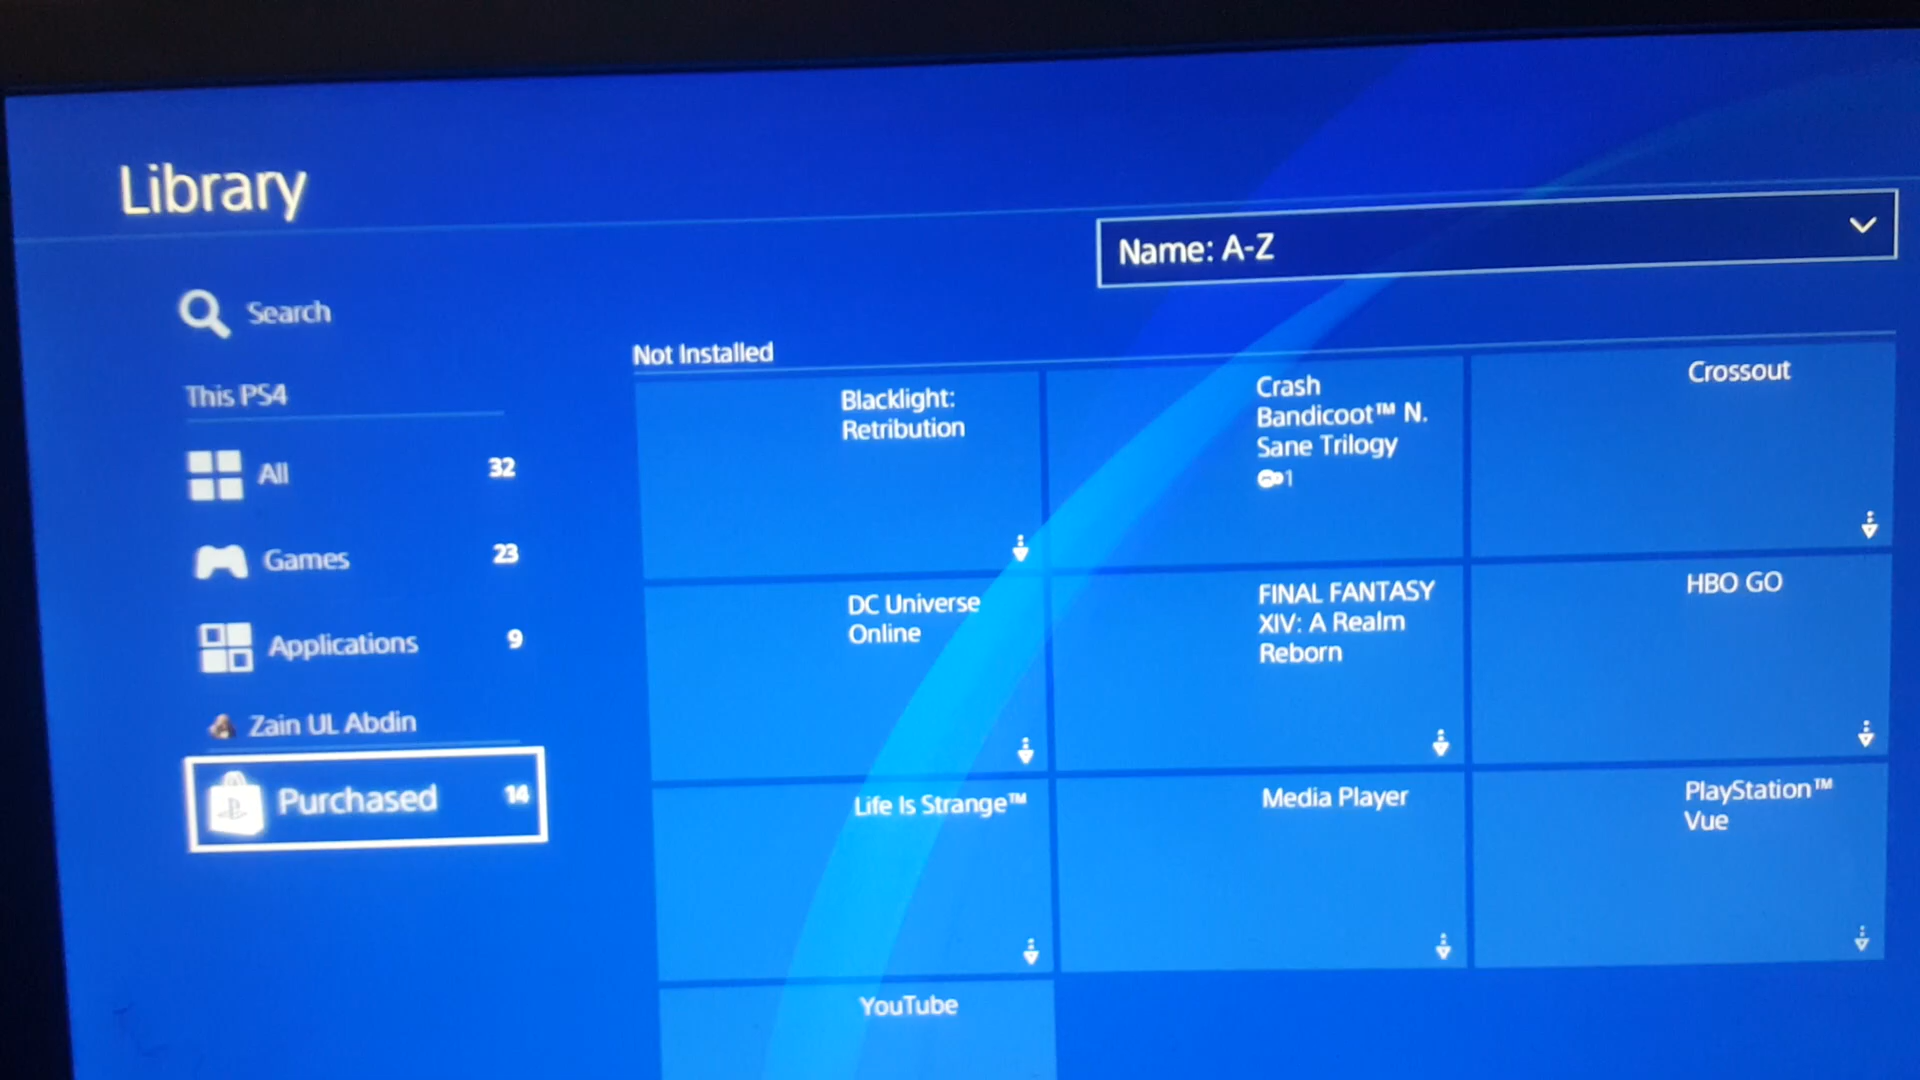 Library
Name: A-Z
Search
This PS4
All 32
Games 23
Applications 9
Zain UL Abdin
Purchased 14
Not Installed
Blacklight:
Retribution
Crash
Bandicoot™ N.
Sane Trilogy
1
Crossout
DC Universe
Online
FINAL FANTASY
XIV: A Realm
Reborn
HBO GO
Life Is Strange™
Media Player
PlayStation™
Vue
YouTube